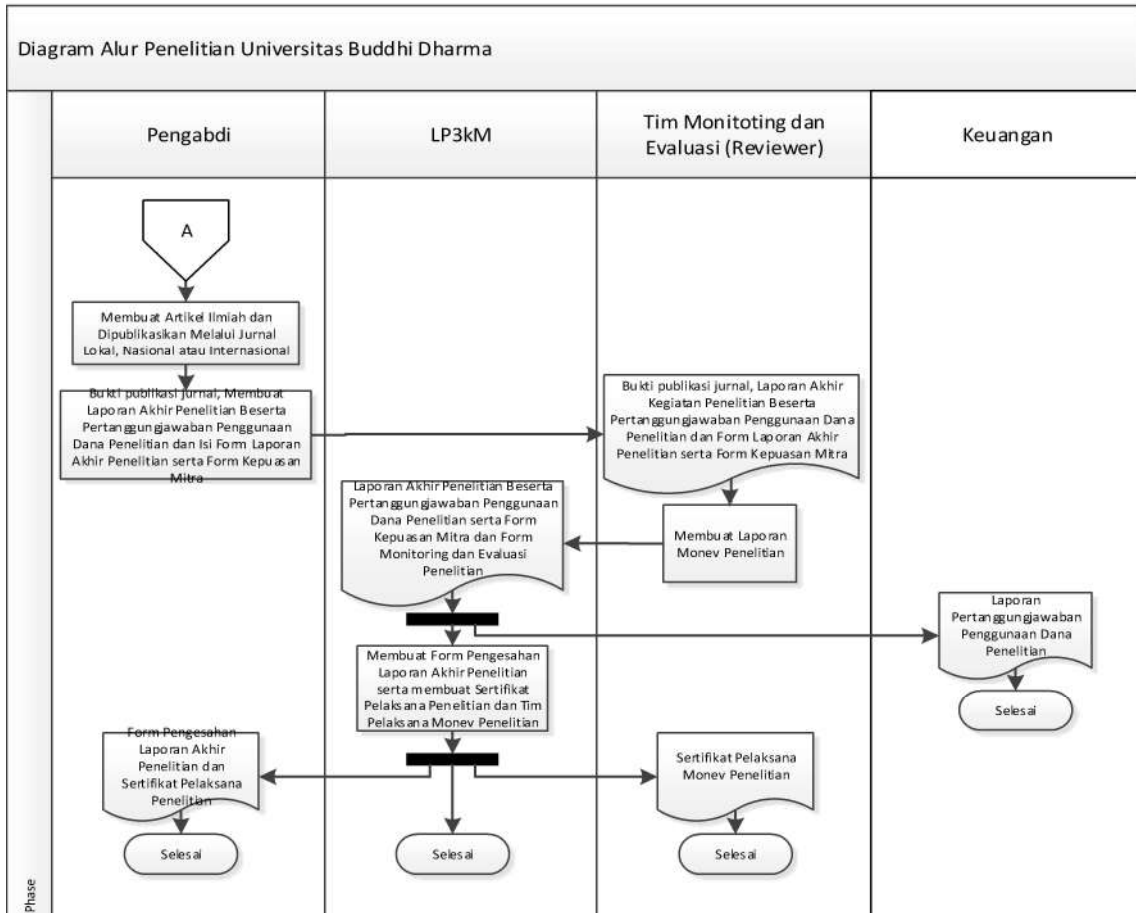 Diagram Alur Penelitian Universitas Buddhi Dharma
Pengabdi
LP3kM
Tim Monitoting dan
Evaluasi (Reviewer)
Keuangan
Phase
A
Membuat Artikel Ilmiah dan
Dipublikasikan Melalui Jurnal
Lokal, Nasional atau Internasional
Bukti publikasi jurnal, Membuat
Laporan Akhir Penelitian Beserta
Pertanggungjawaban Penggunaan
Dana Penelitian dan Isi Form Laporan
Akhir Penelitian serta Form Kepuasan
Mitra
Bukti publikasi jurnal, Laporan Akhir
Kegiatan Penelitian Beserta
Pertanggungjawaban Penggunaan Dana
Penelitian dan Form Laporan Akhir
Penelitian serta Form Kepuasan Mitra
Membuat Laporan
Monev Penelitian
Laporan Akhir Penelitian Beserta
Pertanggungjawaban Penggunaan
Dana Penelitian serta Form
Kepuasan Mitra dan Form
Monitoring dan Evaluasi
Penelitian
Laporan
Pertanggungjawaban
Penggunaan Dana
Penelitian
Selesai
Membuat Form Pengesahan
Laporan Akhir Penelitian
serta membuat Sertifikat
Pelaksana Penelitian dan Tim
Pelaksana Monev Penelitian
Form Pengesahan
Laporan Akhir
Penelitian dan
Sertifikat Pelaksana
Penelitian
Sertifikat Pelaksana
Monev Penelitian
Selesai
Selesai
Selesai